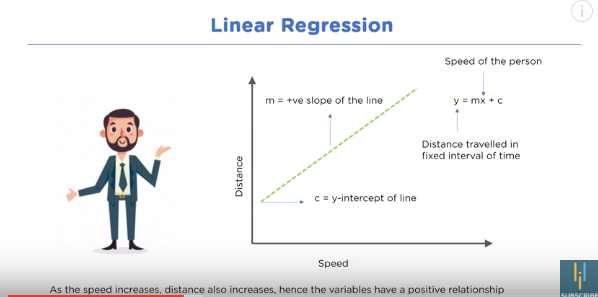 Linear Regression
Speed of the person
m = +ve slope of the line
y = mx + c
Distance travelled in
fixed interval of time
Distance
c = y-intercept of line
Speed
As the speed increases, distance also increases, hence the variables have a positive relationship
SUBSCRIBE
i